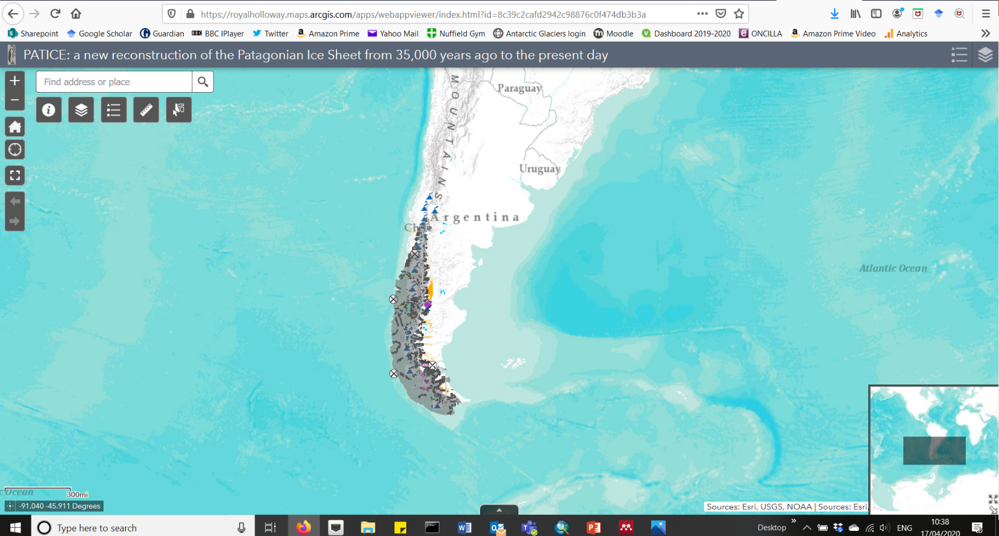 https://royalholloway.maps.arcgis.com/apps/webappviewer/index.html?id=8c39c2cafd2942c98876c0f474db3b3a
Sharepoint Google Scholar Guardian BBC IPlayer Twitter Amazon Prime Yahoo Mail Nuffield Gym Antarctic Glaciers login Moodle Dashboard 2019-2020 ONCILLA Amazon Prime Video Analytics
PATICE: a new reconstruction of the Patagonian Ice Sheet from 35,000 years ago to the present day
Find address or place
MOUNTAINS
Paraguay
Uruguay
Argentina
Chile
Atlantic Ocean
c Ocean
300mi
-91.040 -45.911 Degrees
Sources: Esri, USGS, NOAA | Sources: Esri,
Type here to search
Desktop
ENG
10:38
17/04/2020